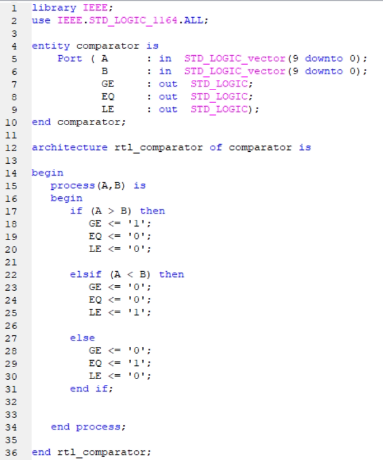 1 library IEEE;
2 use IEEE.STD_LOGIC_1164.ALL;
3
4 entity comparator is
5     Port ( A      : in  STD_LOGIC_vector(9 downto 0);
6            B      : in  STD_LOGIC_vector(9 downto 0);
7            GE     : out  STD_LOGIC;
8            EQ     : out  STD_LOGIC;
9            LE     : out  STD_LOGIC);
10 end comparator;
11
12 architecture rtl_comparator of comparator is
13
14 begin
15    process(A,B) is
16    begin
17       if (A > B) then
18          GE <= '1';
19          EQ <= '0';
20          LE <= '0';
21
22       elsif (A < B) then
23          GE <= '0';
24          EQ <= '0';
25          LE <= '1';
26
27       else
28          GE <= '0';
29          EQ <= '1';
30          LE <= '0';
31       end if;
32
33
34    end process;
35
36 end rtl_comparator;